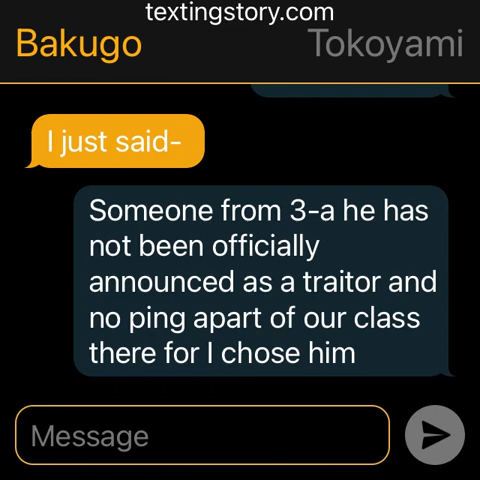 textingstory.com
Bakugo
Tokoyami
I just said-
Someone from 3-a he has
not been officially
announced as a traitor and
no ping apart of our class
there for I chose him
Message